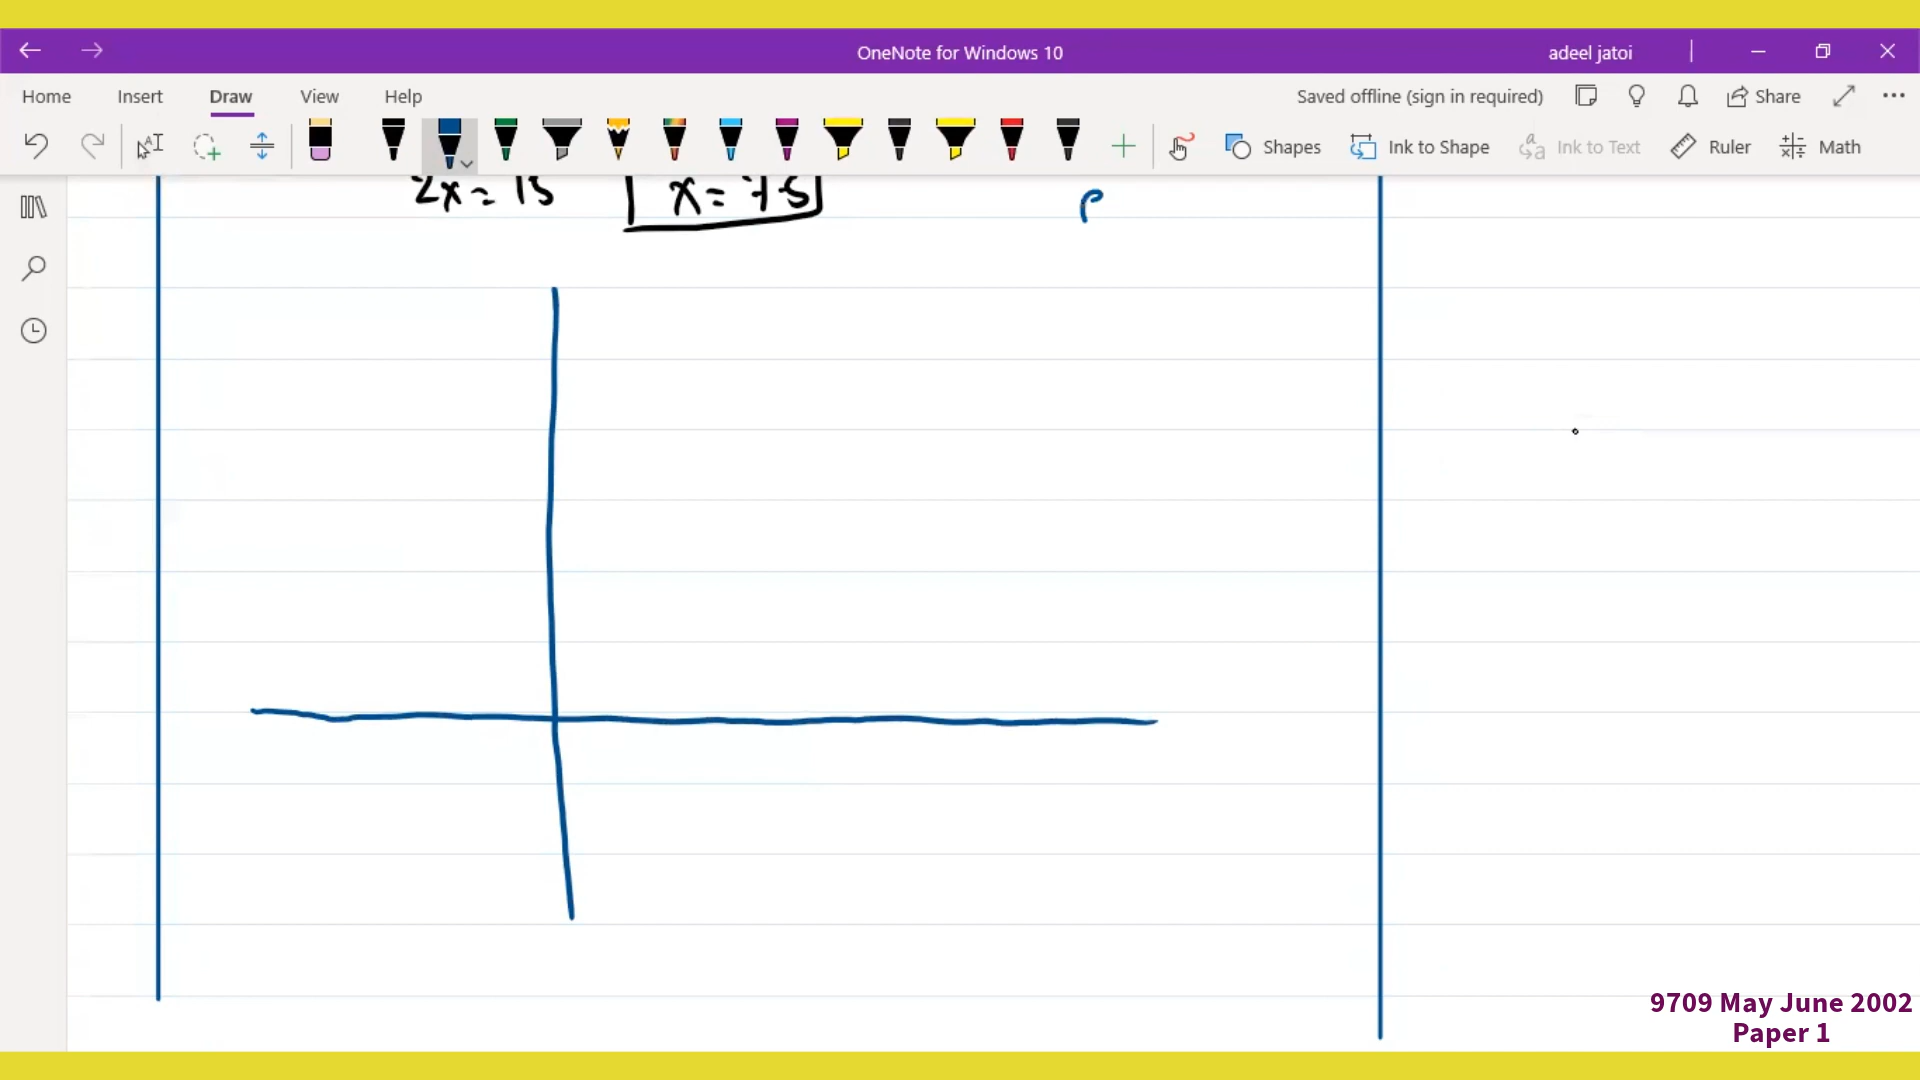 OneNote for Windows 10
adeel jatoi
Home Insert Draw View Help
Saved offline (sign in required) Share
Shapes Ink to Shape Ink to Text Ruler Math
2x = 15 x = 7.5
9709 May June 2002
Paper 1